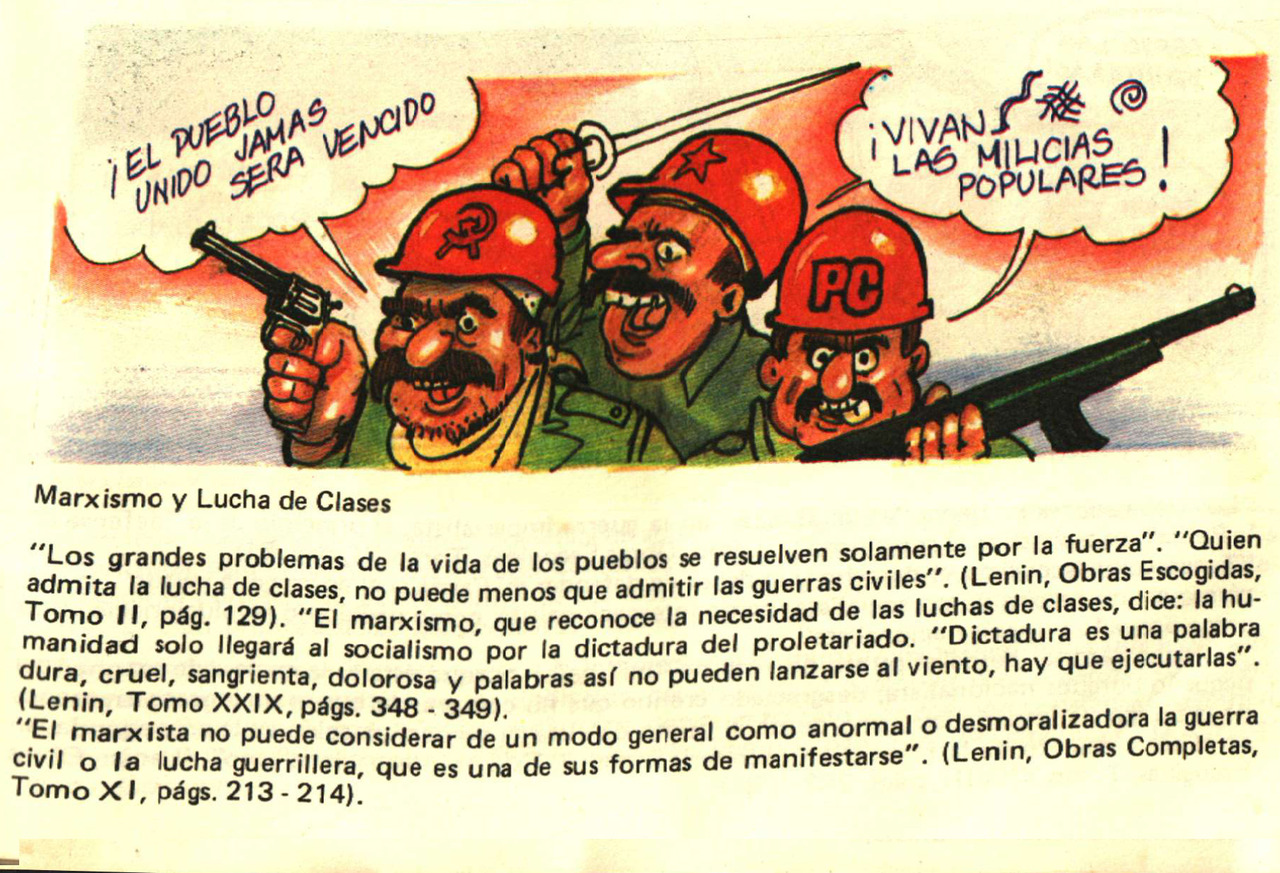 ¡EL PUEBLO
UNIDO JAMAS
SERA VENCIDO
¡VIVAN
LAS MILICIAS
POPULARES!
PC
Marxismo y Lucha de Clases
“Los grandes problemas de la vida de los pueblos se resuelven solamente por la fuerza”. “Quien
admita la lucha de clases, no puede menos que admitir las guerras civiles”. (Lenin, Obras Escogidas,
Tomo II, pág. 129). “El marxismo, que reconoce la necesidad de las luchas de clases, dice: la hu-
manidad solo llegará al socialismo por la dictadura del proletariado. “Dictadura es una palabra
dura, cruel, sangrienta, dolorosa y palabras así no pueden lanzarse al viento, hay que ejecutarlas”.
(Lenin, Tomo XXIX, págs. 348 - 349).
“El marxista no puede considerar de un modo general como anormal o desmoralizadora la guerra
civil o la lucha guerrillera, que es una de sus formas de manifestarse”. (Lenin, Obras Completas,
Tomo XI, págs. 213 - 214).